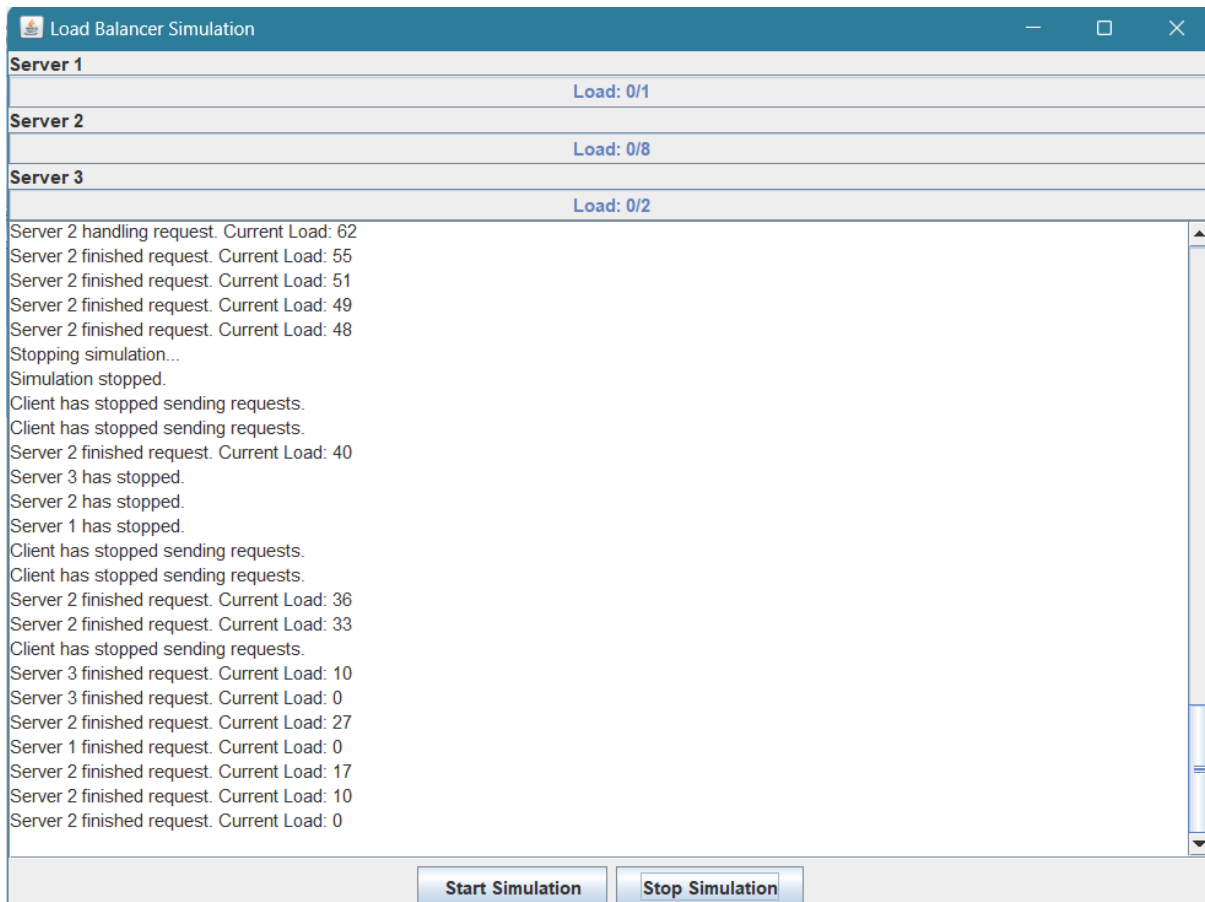 Load Balancer Simulation
Server 1
Load: 0/1
Server 2
Load: 0/8
Server 3
Load: 0/2
Server 2 handling request. Current Load: 62
Server 2 finished request. Current Load: 55
Server 2 finished request. Current Load: 51
Server 2 finished request. Current Load: 49
Server 2 finished request. Current Load: 48
Stopping simulation...
Simulation stopped.
Client has stopped sending requests.
Client has stopped sending requests.
Server 2 finished request. Current Load: 40
Server 3 has stopped.
Server 2 has stopped.
Server 1 has stopped.
Client has stopped sending requests.
Client has stopped sending requests.
Server 2 finished request. Current Load: 36
Server 2 finished request. Current Load: 33
Client has stopped sending requests.
Server 3 finished request. Current Load: 10
Server 3 finished request. Current Load: 0
Server 2 finished request. Current Load: 27
Server 1 finished request. Current Load: 0
Server 2 finished request. Current Load: 17
Server 2 finished request. Current Load: 10
Server 2 finished request. Current Load: 0
Start Simulation
Stop Simulation